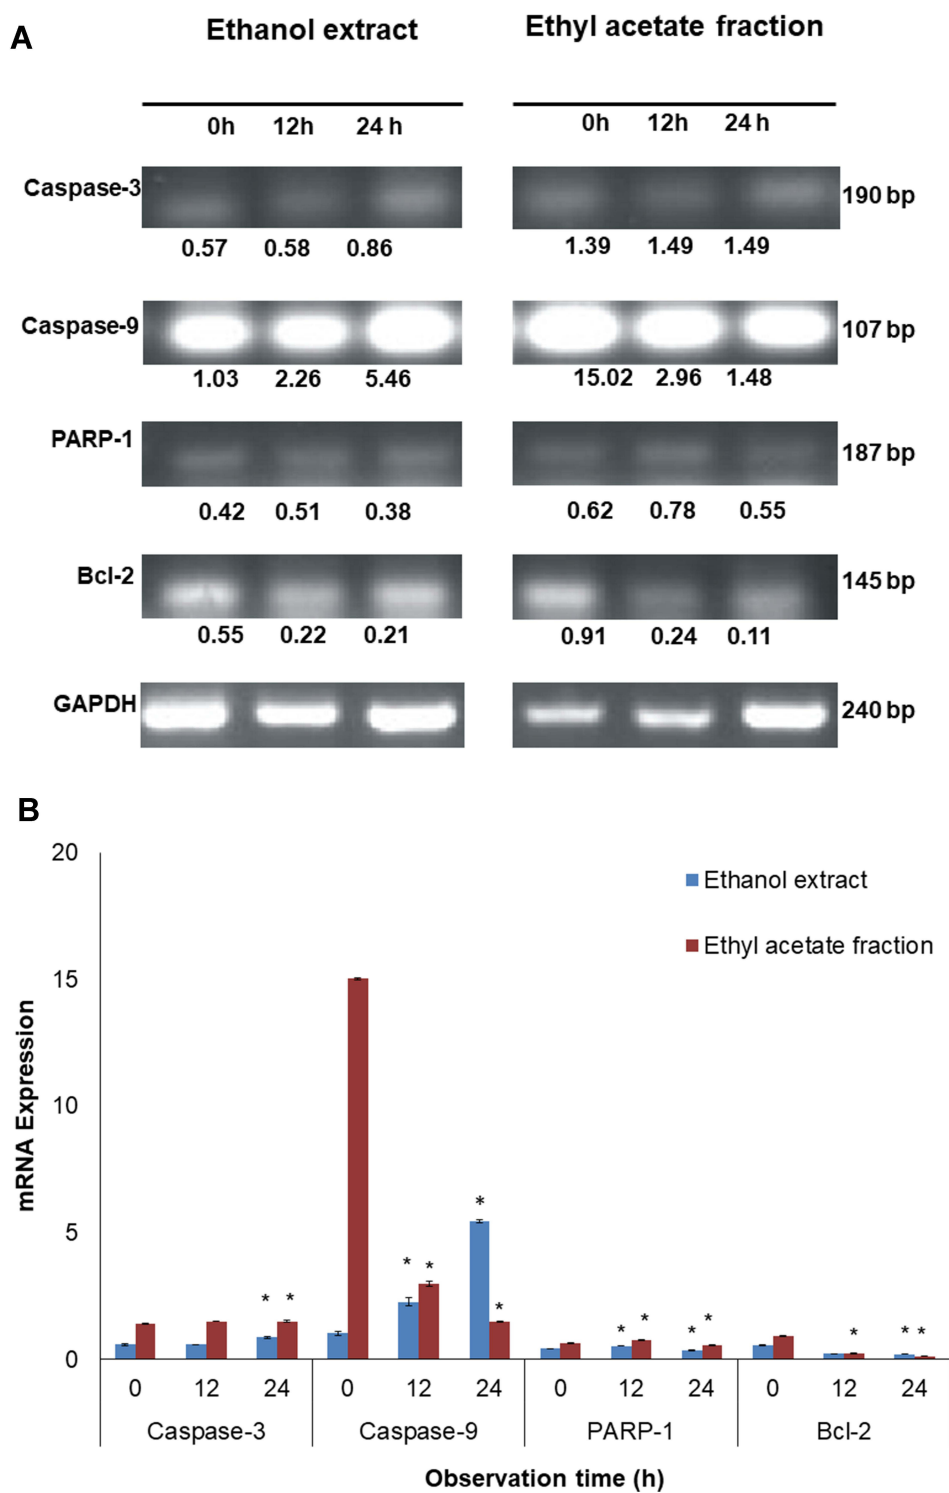 A
Ethanol extract
Ethyl acetate fraction
0h 12h 24 h
0h 12h 24 h
Caspase-3
190 bp
0.57 0.58 0.86
1.39 1.49 1.49
Caspase-9
107 bp
1.03 2.26 5.46
15.02 2.96 1.48
PARP-1
187 bp
0.42 0.51 0.38
0.62 0.78 0.55
Bcl-2
145 bp
0.55 0.22 0.21
0.91 0.24 0.11
GAPDH
240 bp
B
20
15
10
5
0
mRNA Expression
Ethanol extract
Ethyl acetate fraction
* * * * * * * * * * * * *
0 12 24 0 12 24 0 12 24 0 12 24
Caspase-3 Caspase-9 PARP-1 Bcl-2
Observation time (h)